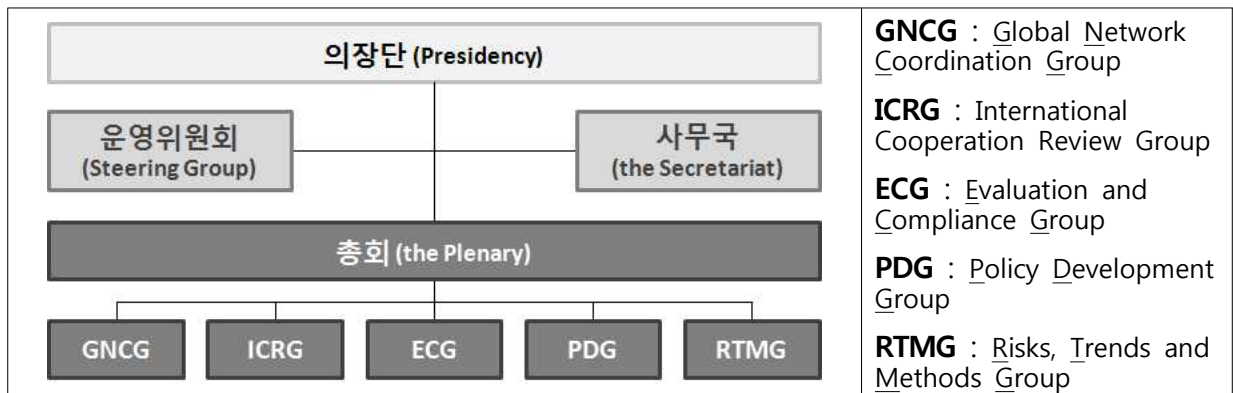 의장단 (Presidency)
운영위원회
(Steering Group)
사무국
(the Secretariat)
총회 (the Plenary)
GNCG
ICRG
ECG
PDG
RTMG
GNCG : Global Network
Coordination Group
ICRG : International
Cooperation Review Group
ECG : Evaluation and
Compliance Group
PDG : Policy Development
Group
RTMG : Risks, Trends and
Methods Group